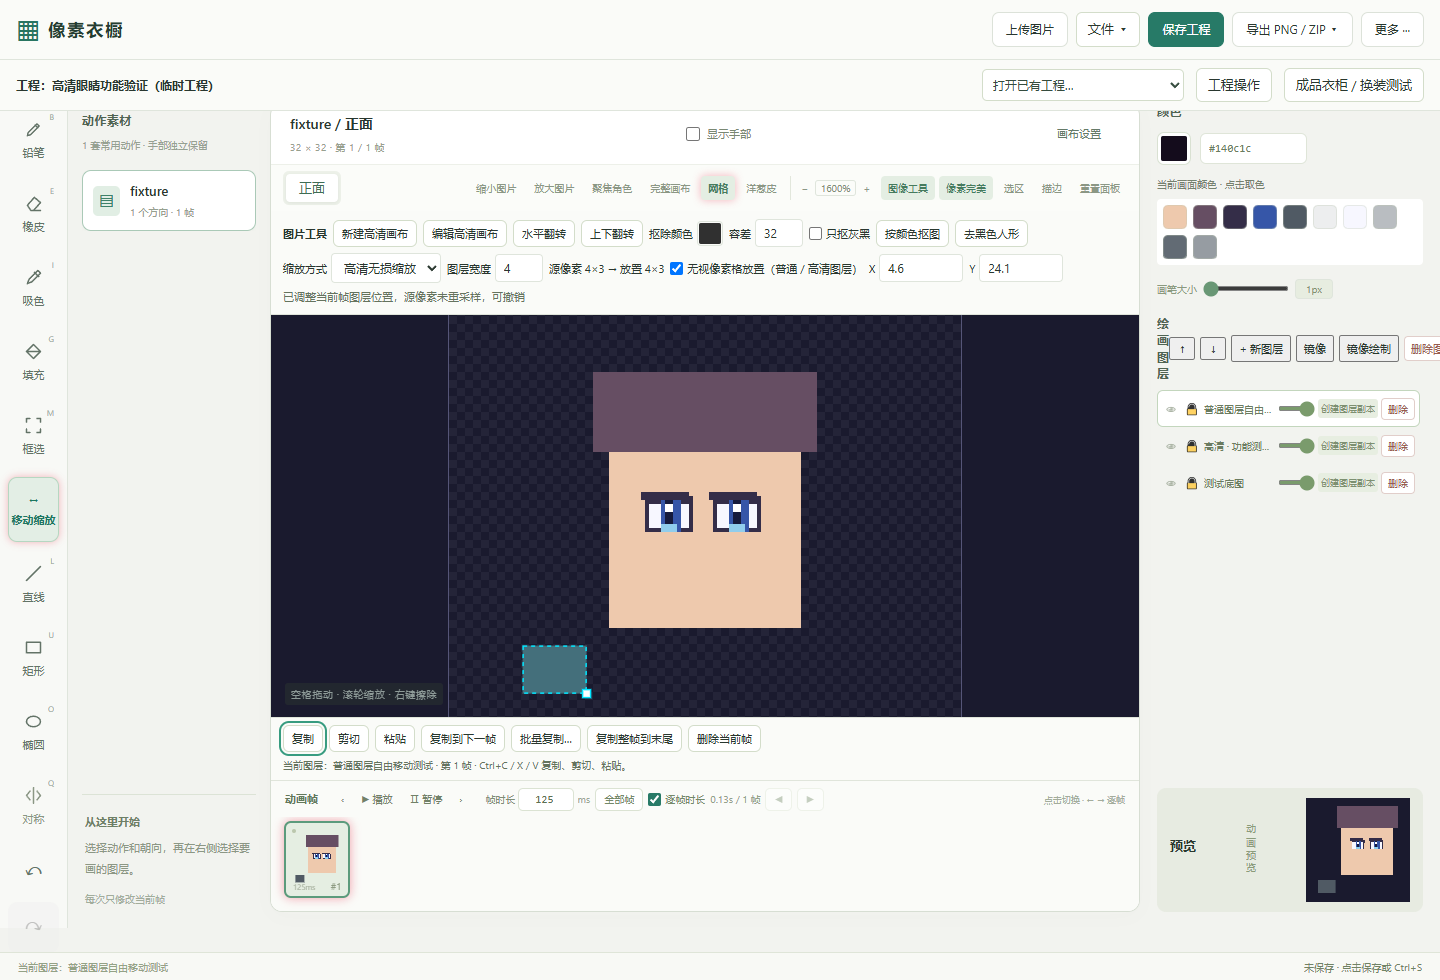 像素衣橱
上传图片 文件 保存工程 导出 PNG / ZIP 更多 ...
工程：高清眼睛功能验证（临时工程） 打开已有工程... 工程操作 成品衣柜 / 换装测试
B 铅笔
E 橡皮
I 吸色
G 填充
M 框选
↔ 移动缩放
L 直线
U 矩形
O 椭圆
Q 对称
动作素材
1 套常用动作 · 手部独立保留
fixture
1 个方向 · 1 帧
从这里开始
选择动作和朝向，再在右侧选择要
画的图层。
每次只修改当前帧
fixture / 正面
32 × 32 · 第 1 / 1 帧
显示手部 画布设置
正面 缩小图片 放大图片 聚焦角色 完整画布 网格 洋葱皮 − 1600% + 图像工具 像素完美 选区 描边 重置面板
图片工具 新建高清画布 编辑高清画布 水平翻转 上下翻转 抠除颜色 容差 32 只抠灰黑 按颜色抠图 去黑色人形
缩放方式 高清无损缩放 图层宽度 4 源像素 4×3 → 放置 4×3 无视像素格放置（普通 / 高清图层） X 4.6 Y 24.1
已调整当前帧图层位置，源像素未重采样，可撤销
空格拖动 · 滚轮缩放 · 右键擦除
复制 剪切 粘贴 复制到下一帧 批量复制... 复制整帧到末尾 删除当前帧
当前图层：普通图层自由移动测试 · 第 1 帧 · Ctrl+C / X / V 复制、剪切、粘贴。
动画帧 ‹ ▶ 播放 II 暂停 › 帧时长 125 ms 全部帧 逐帧时长 0.13s / 1 帧 ◀ ▶ 点击切换 · ← → 逐帧
125ms #1
颜色
#140c1c
当前画面颜色 · 点击取色
画笔大小 1px
绘画图层 ↑ ↓ + 新图层 镜像 镜像绘制
普通图层自由... 创建图层副本 删除
高清 · 功能测... 创建图层副本 删除
测试底图 创建图层副本 删除
预览 动画预览
当前图层：普通图层自由移动测试 未保存 · 点击保存或 Ctrl+S